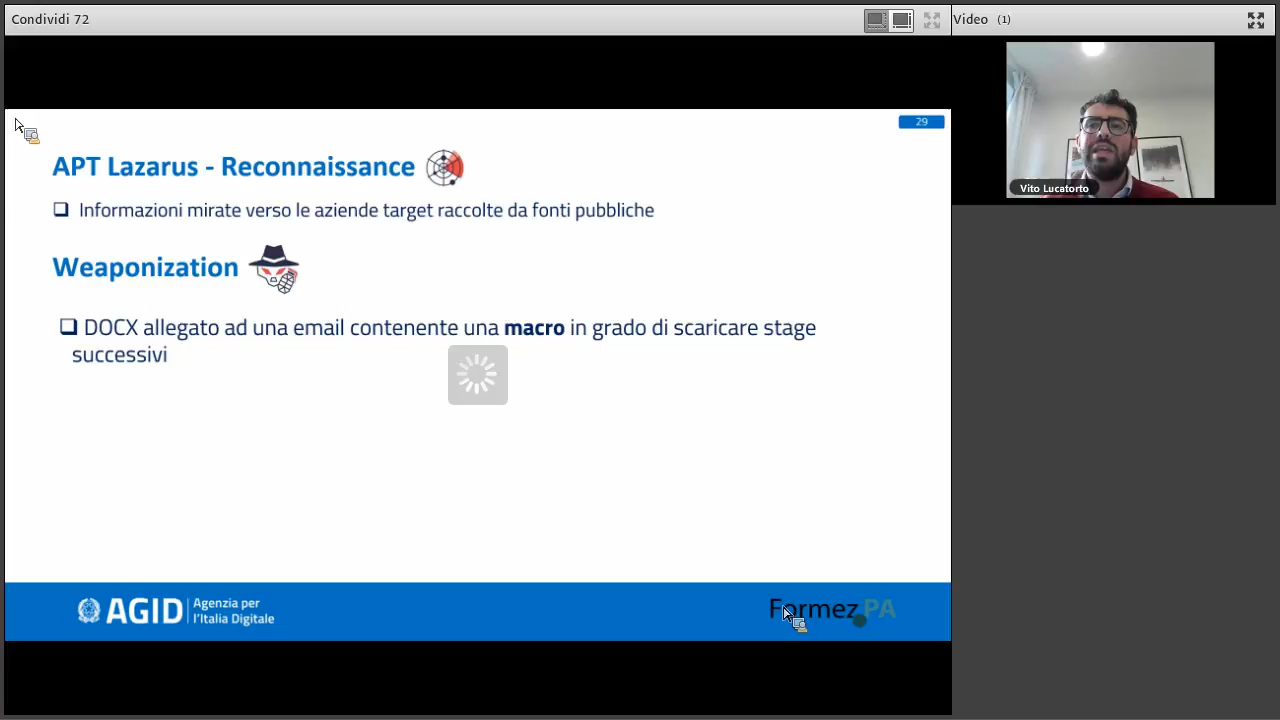 Condividi 72
Video (1)
29
APT Lazarus - Reconnaissance
❑ Informazioni mirate verso le aziende target raccolte da fonti pubbliche
Weaponization
❑ DOCX allegato ad una email contenente una macro in grado di scaricare stage
successivi
Vito Lucatorto
AGID
Agenzia per
l'Italia Digitale
Formez PA